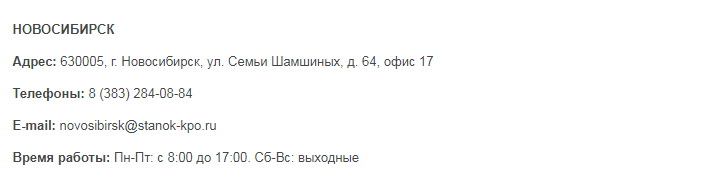 НОВОСИБИРСК
Адрес: 630005, г. Новосибирск, ул. Семьи Шамшиных, д. 64, офис 17
Телефоны: 8 (383) 284-08-84
E-mail: novosibirsk@stanok-kpo.ru
Время работы: Пн-Пт: с 8:00 до 17:00. Сб-Вс: выходные